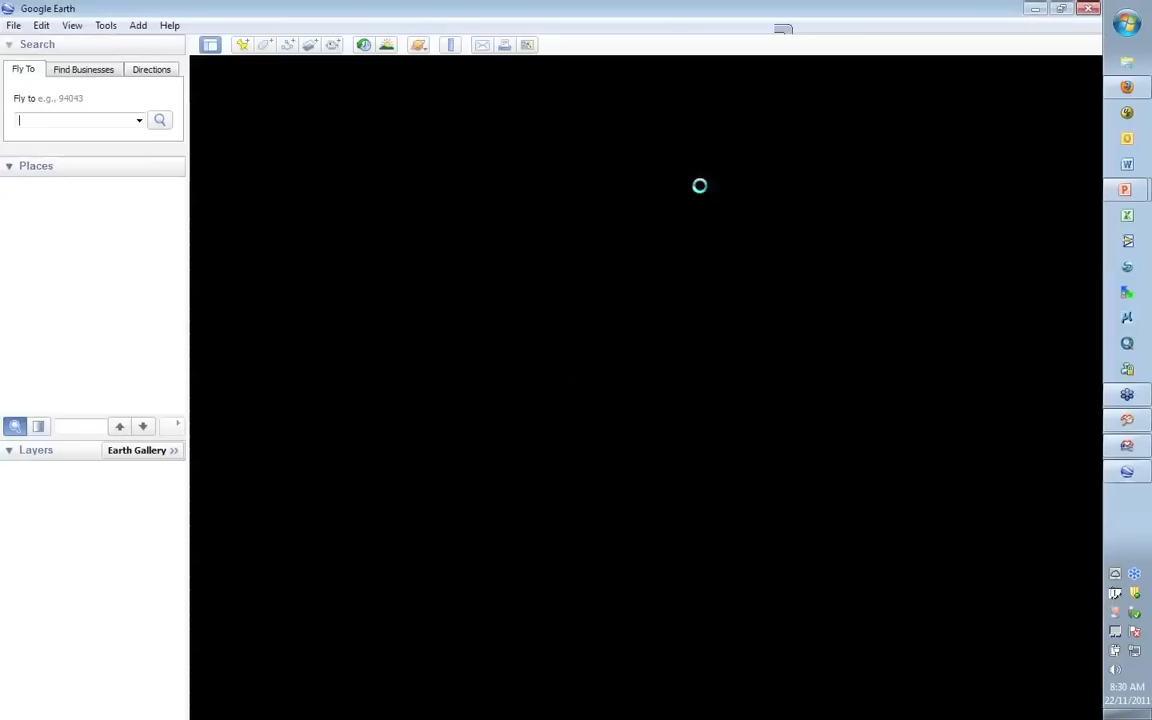 Google Earth
File Edit View Tools Add Help
Search
Fly To Find Businesses Directions
Fly to e.g., 94043
Places
Layers Earth Gallery >>
8:30 AM
22/11/2011